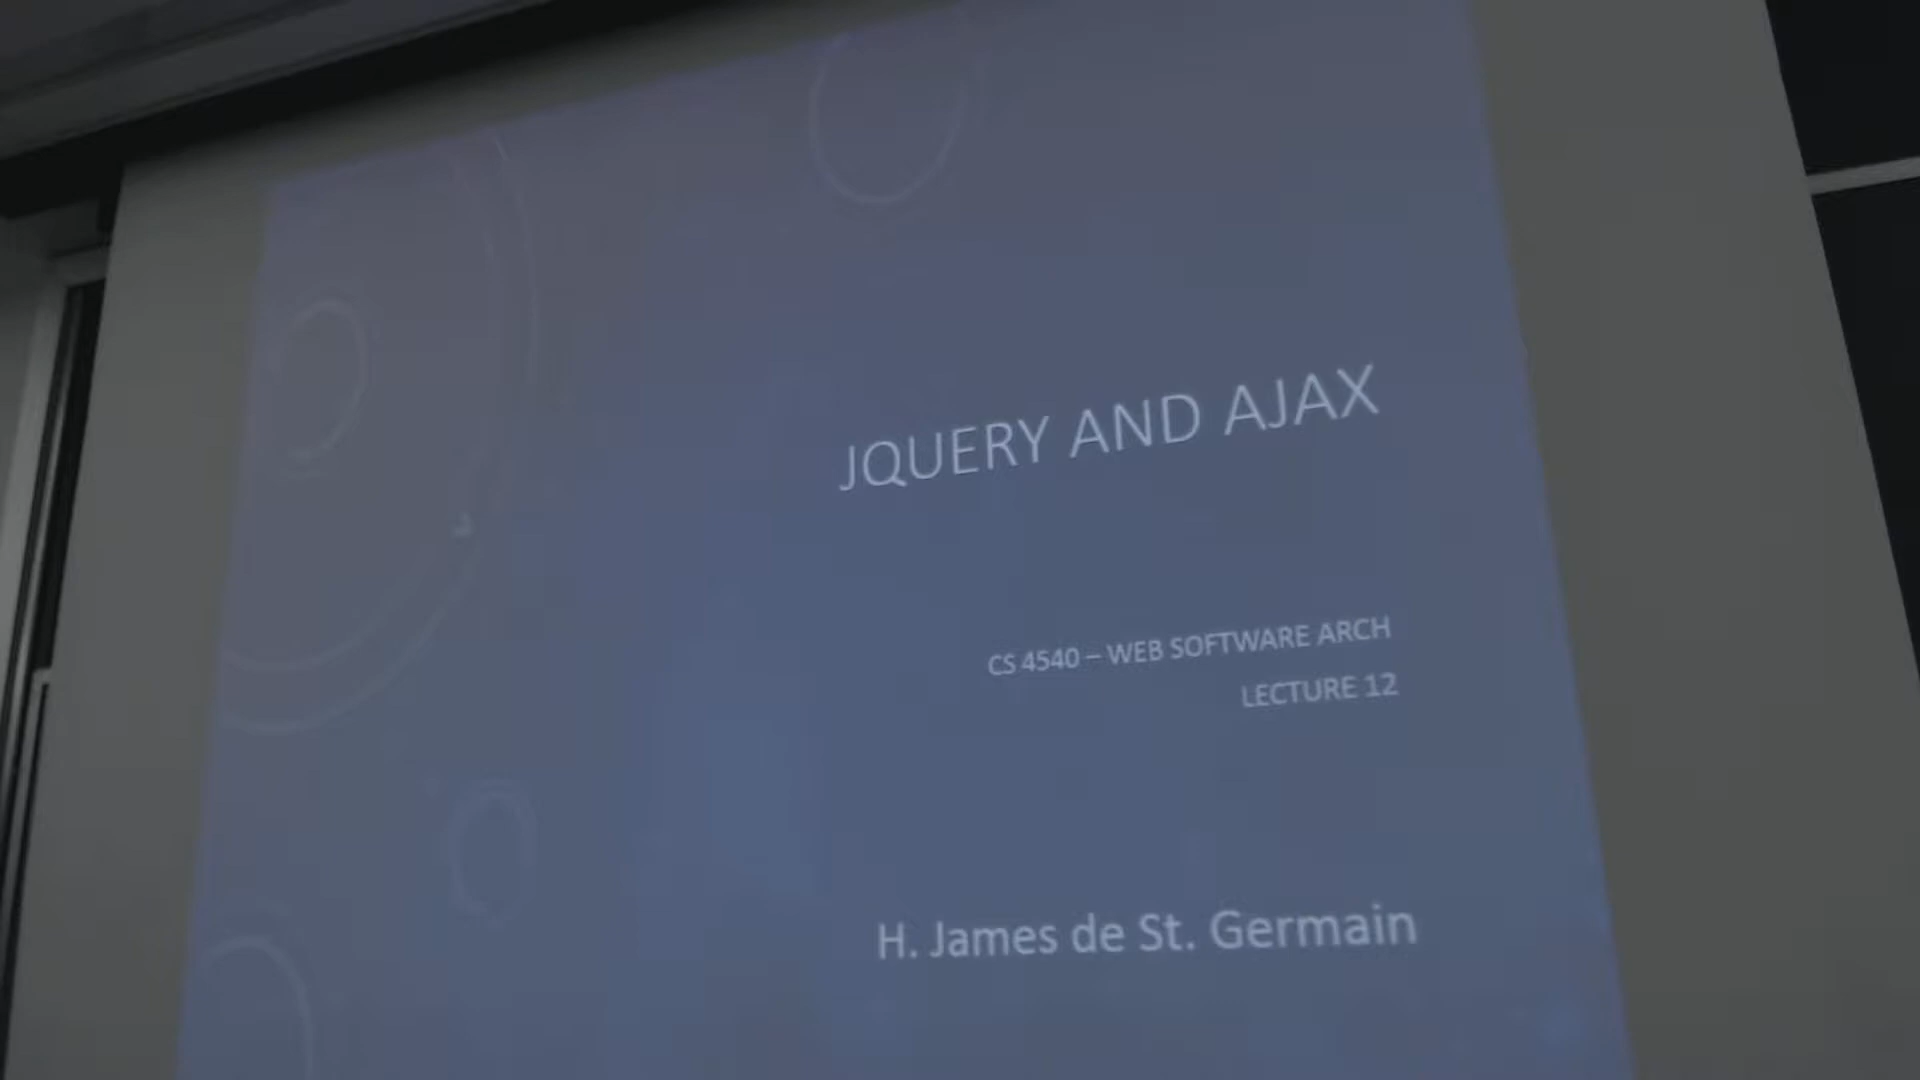 JQUERY AND AJAX
CS 4540 – WEB SOFTWARE ARCH
LECTURE 12
H. James de St. Germain